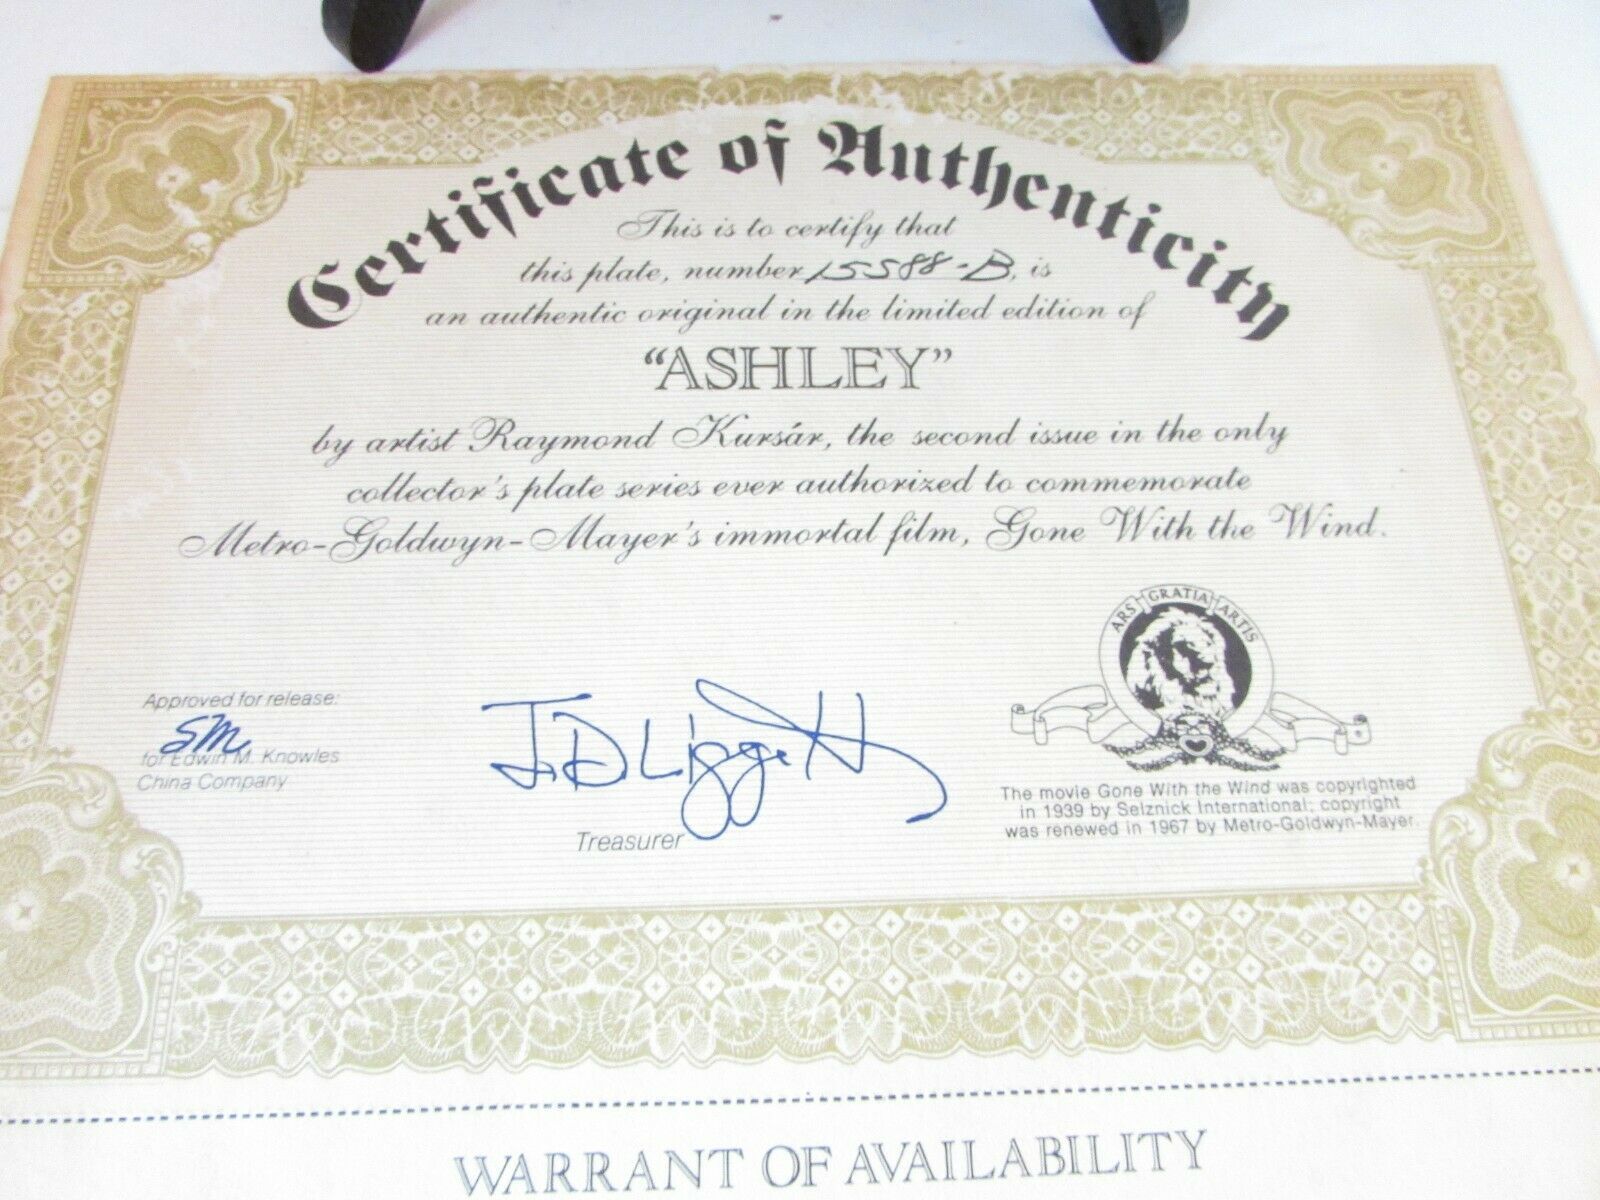 Certificate of Authenticity
This is to certify that
this plate, number 15588-B, is
an authentic original in the limited edition of
"ASHLEY"
by artist Raymond Kursár, the second issue in the only
collector's plate series ever authorized to commemorate
Metro-Goldwyn-Mayer's immortal film, Gone With the Wind.
Approved for release:
SM
for Edwin M. Knowles
China Company
J.D Liggett
Treasurer
ARS GRATIA ARTIS
The movie Gone With the Wind was copyrighted
in 1939 by Selznick International; copyright
was renewed in 1967 by Metro-Goldwyn-Mayer.
WARRANT OF AVAILABILITY